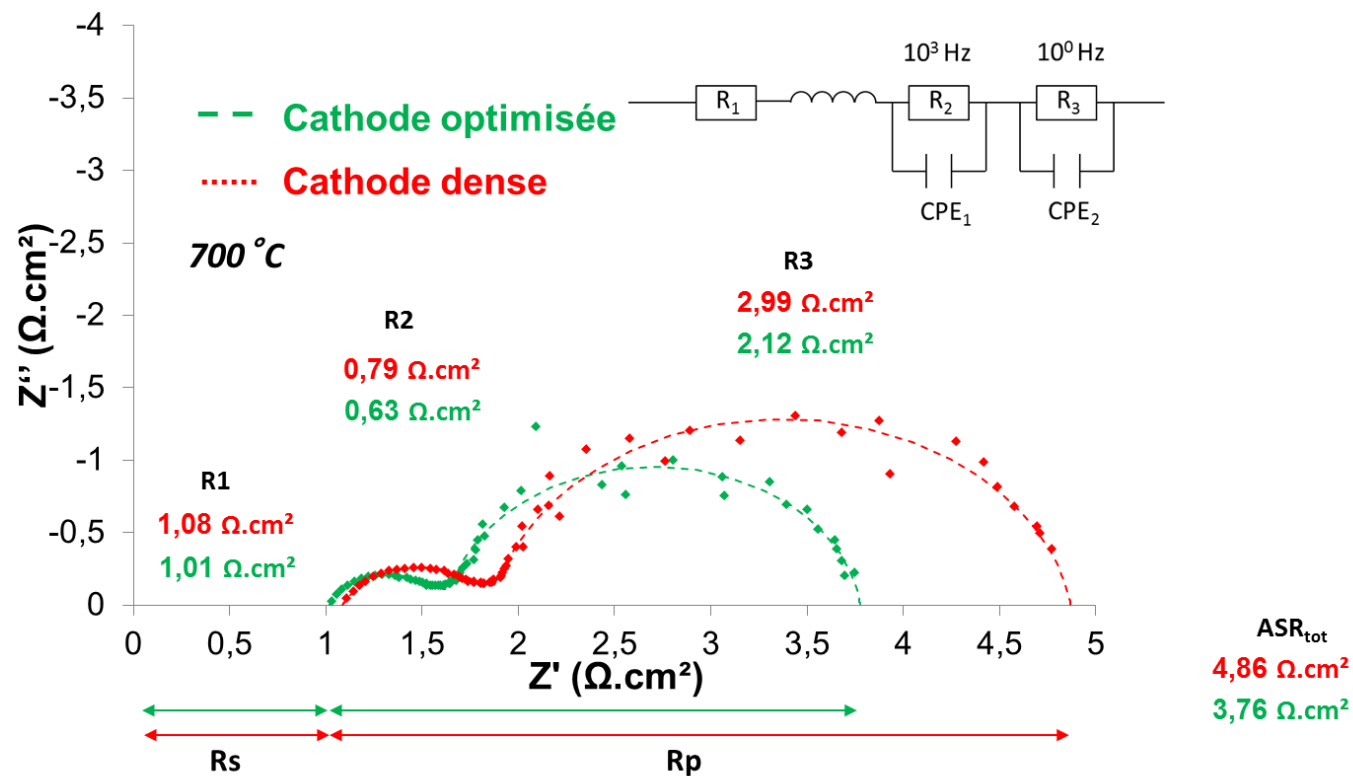 -4
-3,5
-3
-2,5
-2
-1,5
-1
-0,5
0
Z‘’ (Ω.cm²)
Cathode optimisée
Cathode dense
700 °C
10³ Hz
10⁰ Hz
R₁
R₂
R₃
CPE₁
CPE₂
R1
1,08 Ω.cm²
1,01 Ω.cm²
R2
0,79 Ω.cm²
0,63 Ω.cm²
R3
2,99 Ω.cm²
2,12 Ω.cm²
0 0,5 1 1,5 2 2,5 3 3,5 4 4,5 5
Z' (Ω.cm²)
ASRtot
4,86 Ω.cm²
3,76 Ω.cm²
Rs
Rp